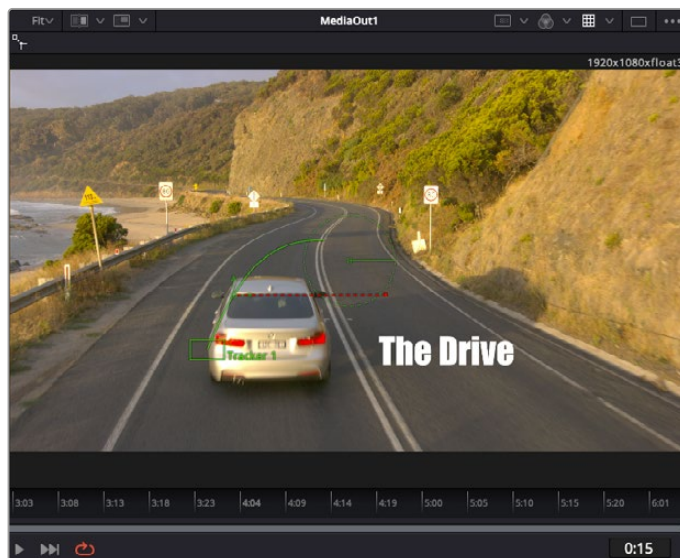 Fit MediaOut1
1920x1080xfloat3
Tracker 1
The Drive
3:03 3:08 3:13 3:18 3:23 4:04 4:09 4:14 4:19 5:00 5:05 5:10 5:15 5:20 6:01
0:15